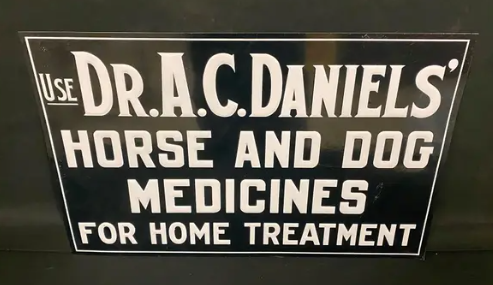 USE DR. A.C. DANIELS'
HORSE AND DOG
MEDICINES
FOR HOME TREATMENT